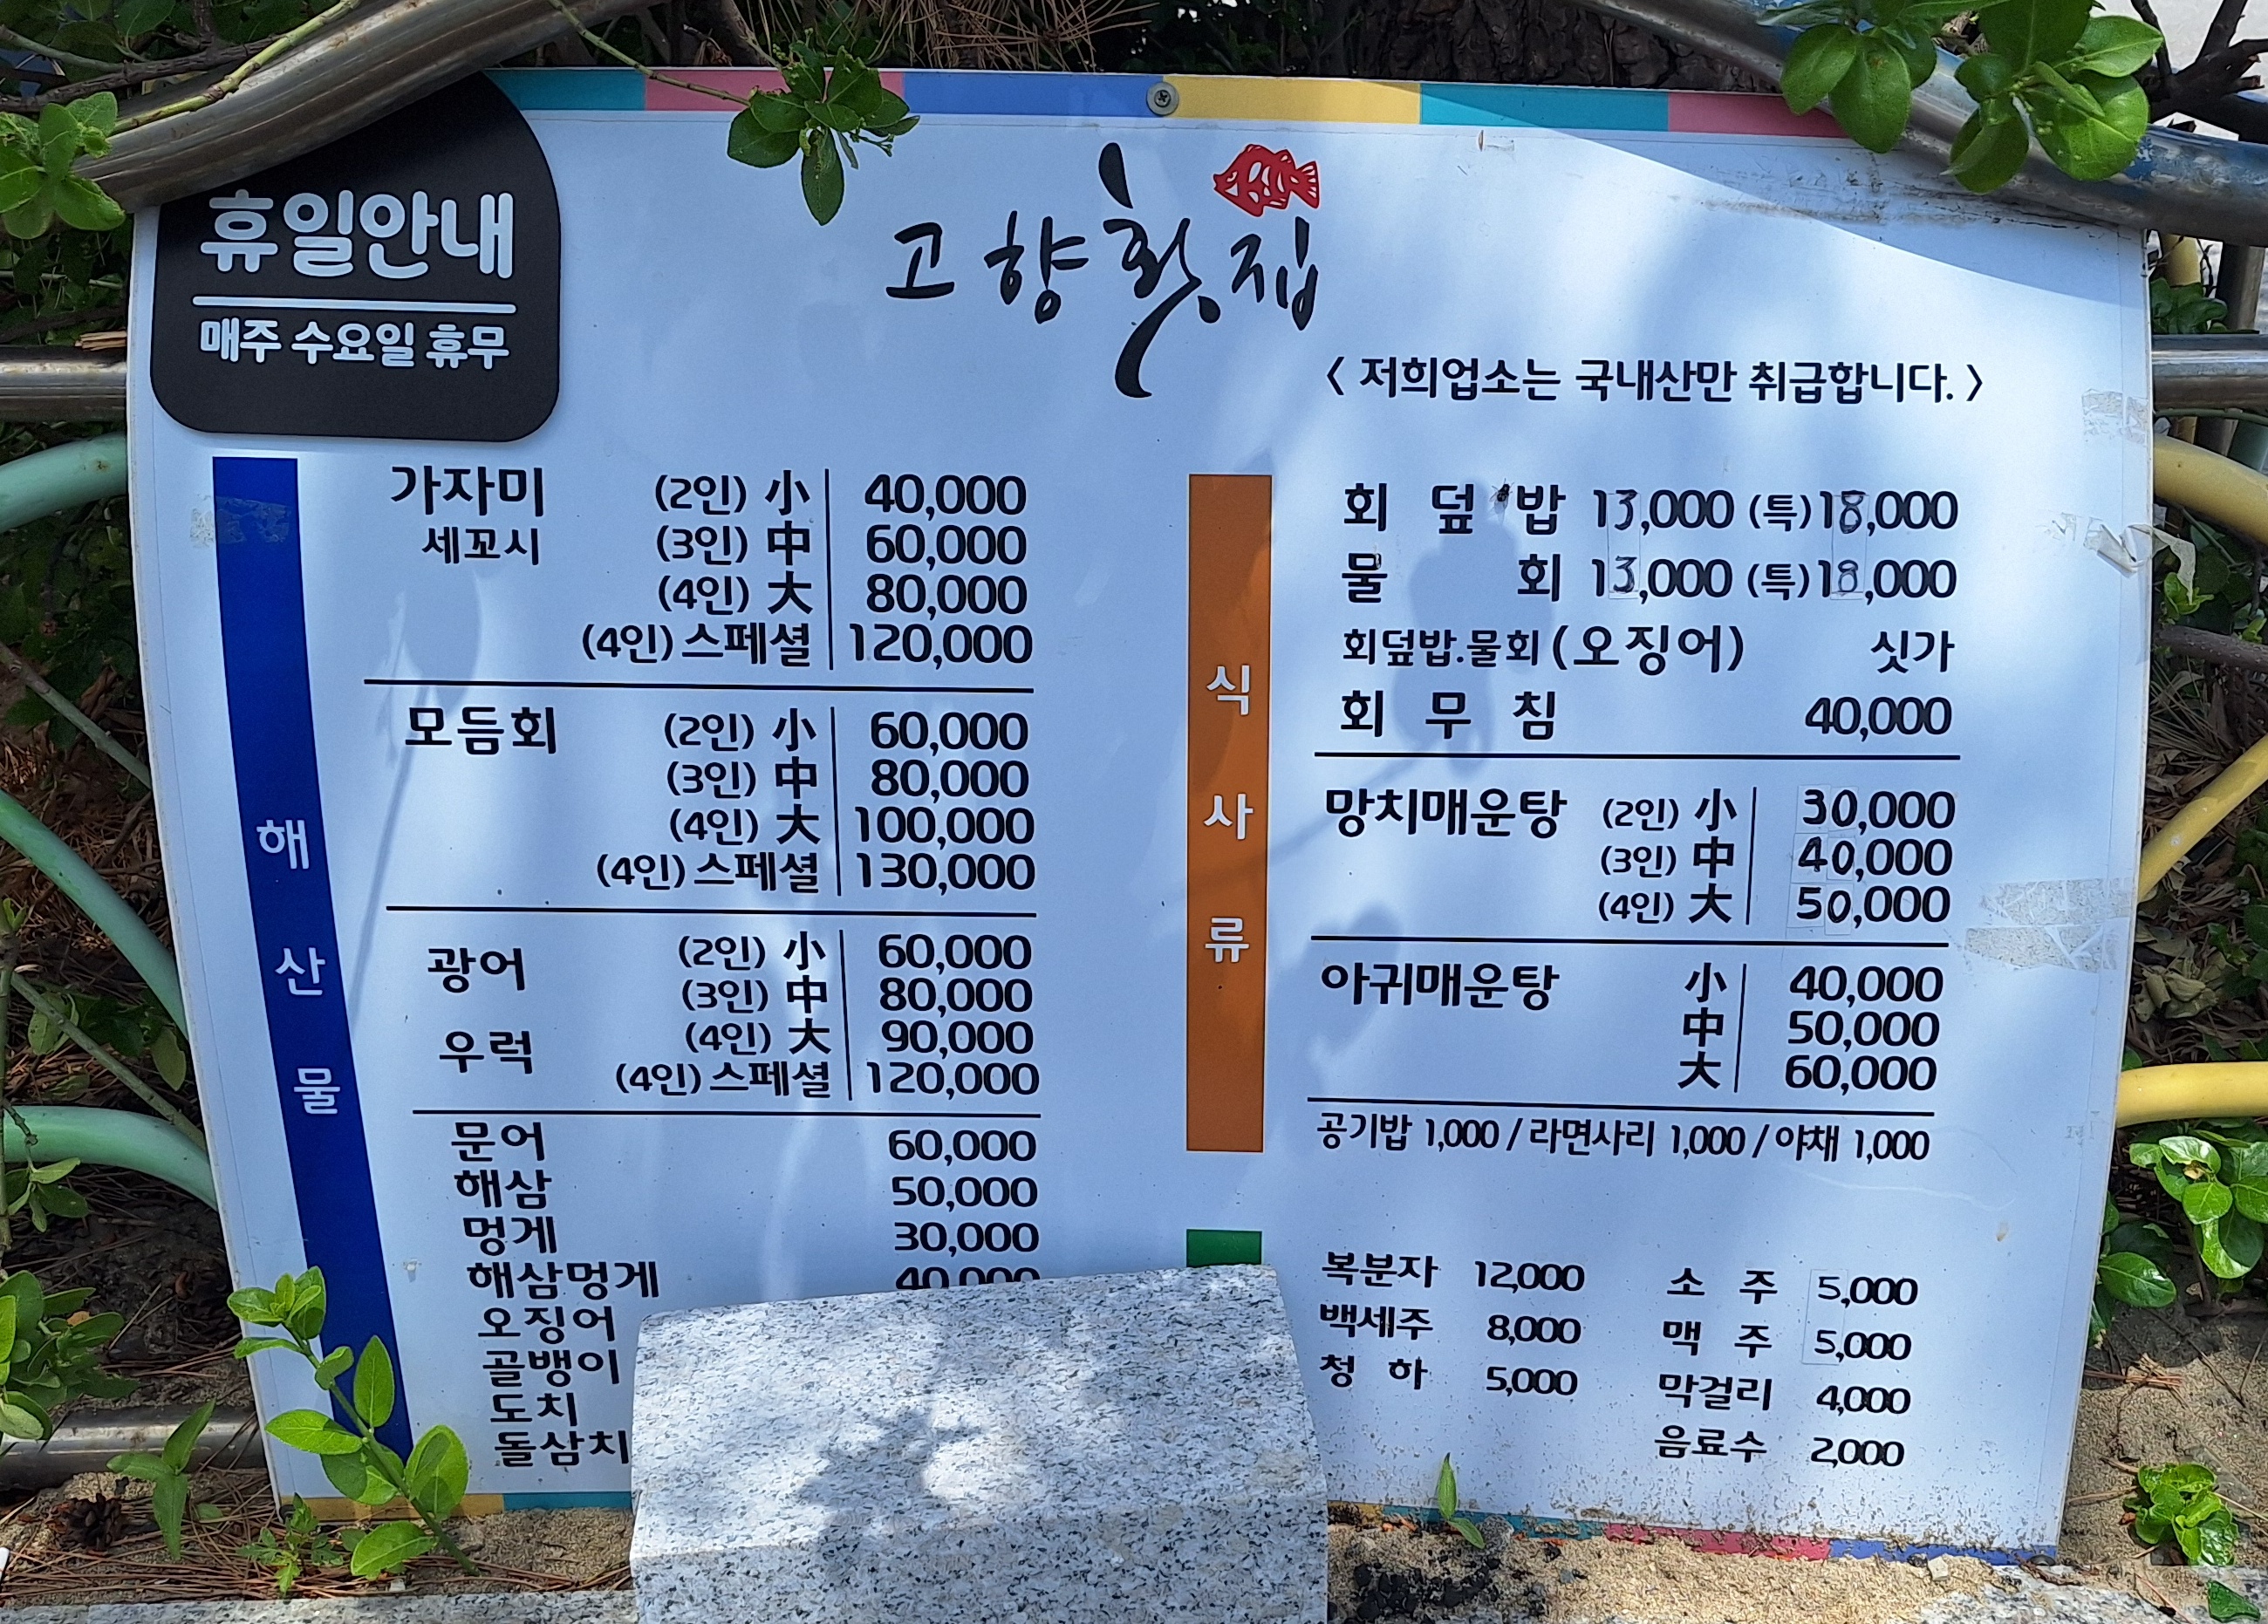 휴일안내
매주 수요일 휴무
고향횟집
< 저희업소는 국내산만 취급합니다. >
해산물
가자미 (2인) 小 40,000
세꼬시 (3인) 中 60,000
(4인) 大 80,000
(4인) 스페셜 120,000
모듬회 (2인) 小 60,000
(3인) 中 80,000
(4인) 大 100,000
(4인) 스페셜 130,000
광어 (2인) 小 60,000
(3인) 中 80,000
우럭 (4인) 大 90,000
(4인) 스페셜 120,000
문어 60,000
해삼 50,000
멍게 30,000
해삼멍게 40,000
오징어
골뱅이
도치
돌삼치
식사류
회덮밥 13,000 (특) 18,000
물회 13,000 (특) 18,000
회덮밥.물회 (오징어) 싯가
회무침 40,000
망치매운탕 (2인) 小 30,000
(3인) 中 40,000
(4인) 大 50,000
아귀매운탕 小 40,000
中 50,000
大 60,000
공기밥 1,000 / 라면사리 1,000 / 야채 1,000
복분자 12,000 소주 5,000
백세주 8,000 맥주 5,000
청하 5,000 막걸리 4,000
음료수 2,000